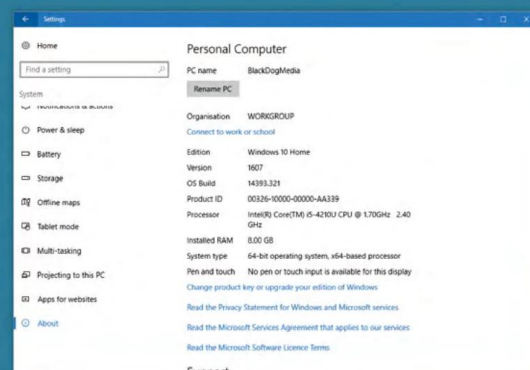 Settings
Home
Find a setting
System
Notifications & actions
Power & sleep
Battery
Storage
Offline maps
Tablet mode
Multi-tasking
Projecting to this PC
Apps for websites
About
Personal Computer
PC name BlackDogMedia
Rename PC
Organisation WORKGROUP
Connect to work or school
Edition Windows 10 Home
Version 1607
OS Build 14393.321
Product ID 00326-10000-00000-AA339
Processor Intel(R) Core(TM) i5-4210U CPU @ 1.70GHz 2.40
GHz
Installed RAM 8.00 GB
System type 64-bit operating system, x64-based processor
Pen and touch No pen or touch input is available for this display
Change product key or upgrade your edition of Windows
Read the Privacy Statement for Windows and Microsoft services
Read the Microsoft Services Agreement that applies to our services
Read the Microsoft Software Licence Terms